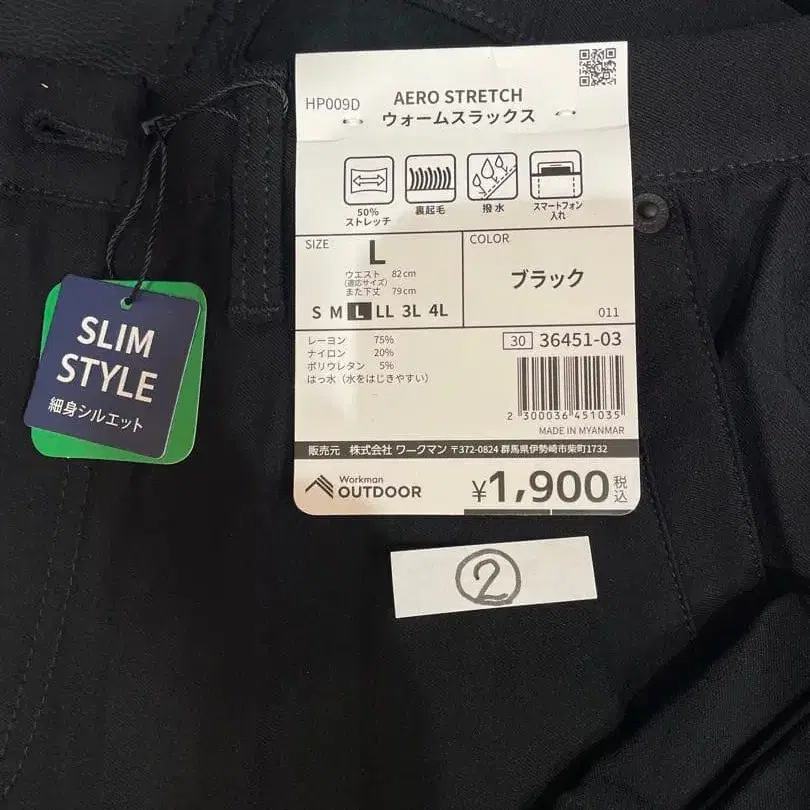 HP009D
AERO STRETCH
ウォームスラックス
50%
ストレッチ
裏起毛
撥水
スマートフォン
入れ
SIZE
L
ウエスト 82cm
(適応サイズ)
また下丈 79cm
S M L LL 3L 4L
COLOR
ブラック
011
レーヨン 75%
ナイロン 20%
ポリウレタン 5%
はっ水（水をはじきやすい）
30 36451-03
2 300036 451035
MADE IN MYANMAR
販売元 株式会社 ワークマン 〒372-0824 群馬県伊勢崎市柴町1732
Workman
OUTDOOR
¥1,900税込
SLIM
STYLE
細身シルエット
②